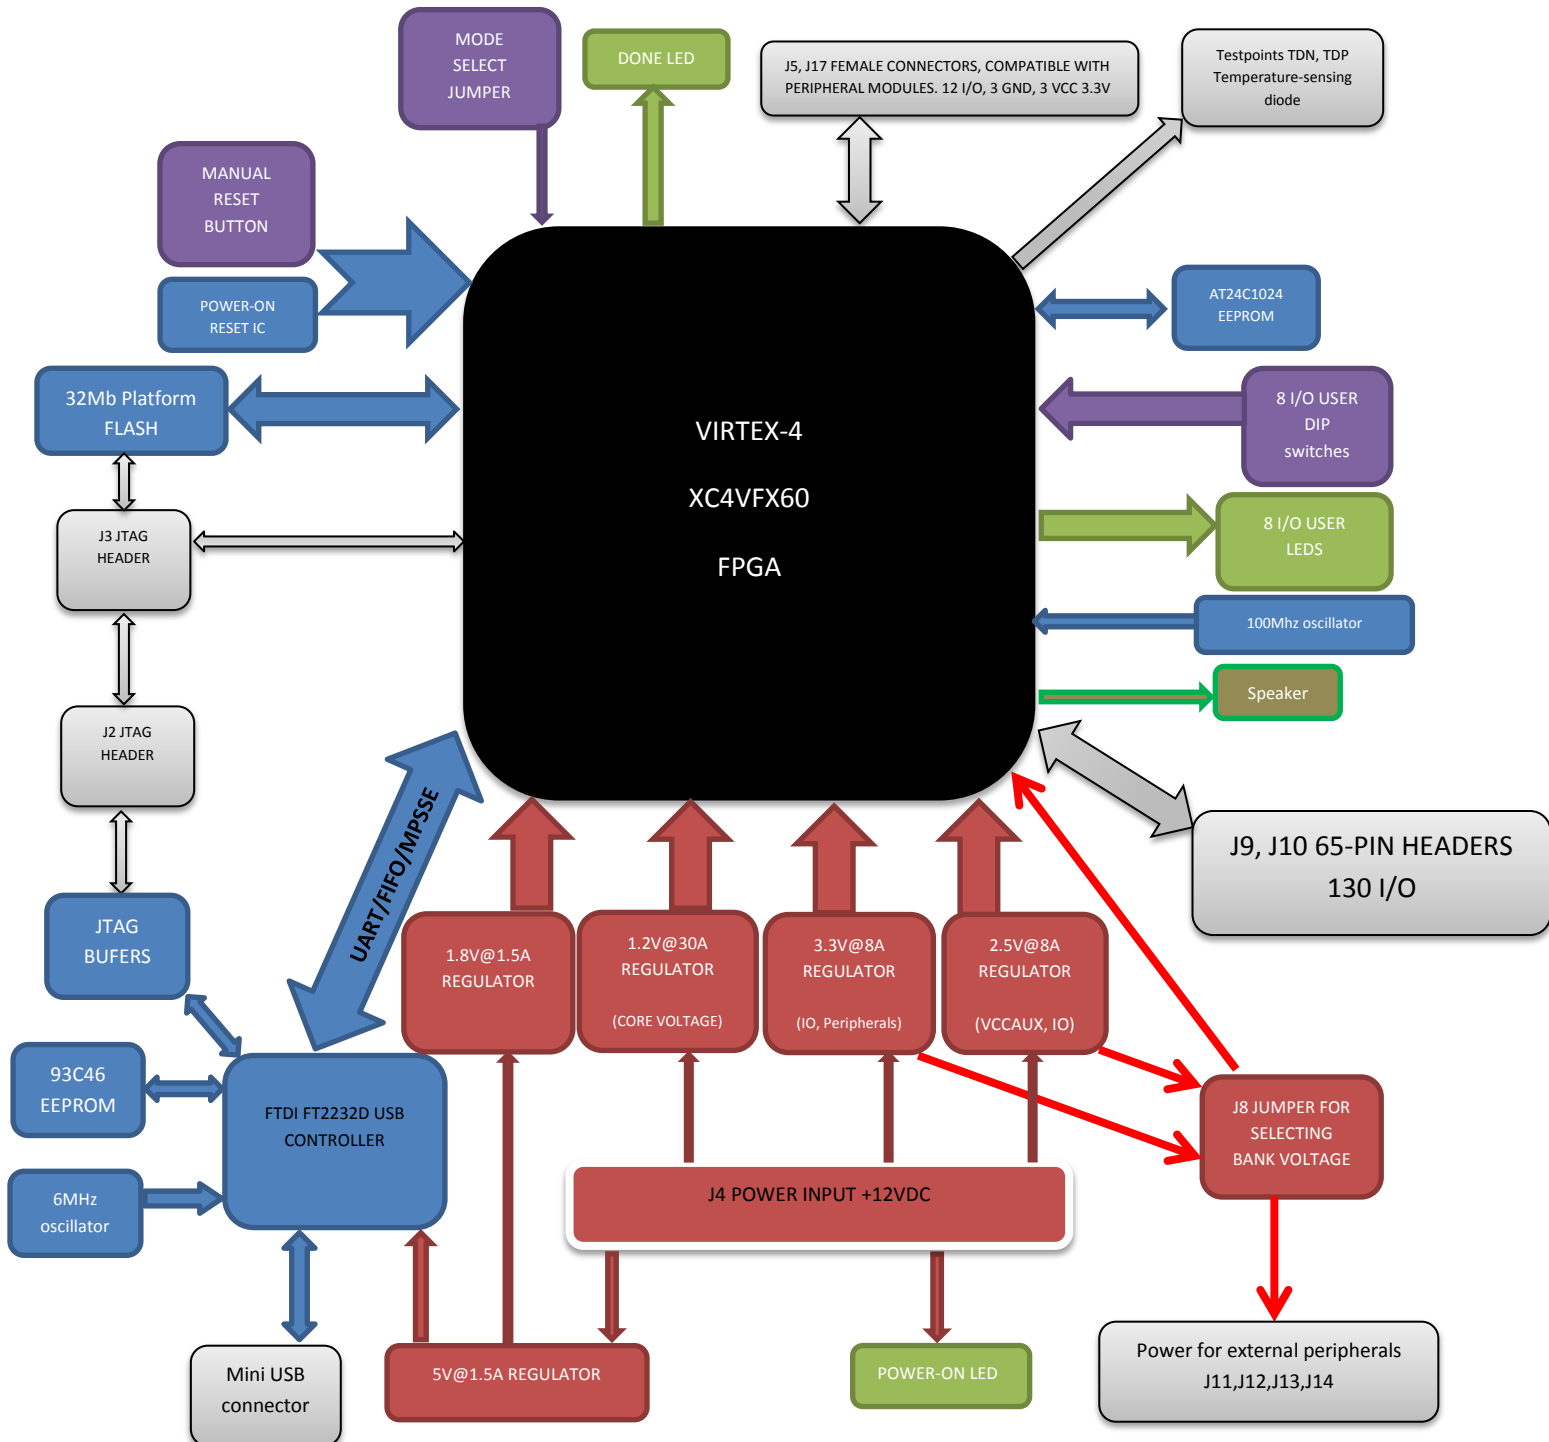 MODE
SELECT
JUMPER
DONE LED
J5, J17 FEMALE CONNECTORS, COMPATIBLE WITH
PERIPHERAL MODULES. 12 I/O, 3 GND, 3 VCC 3.3V
Testpoints TDN, TDP
Temperature-sensing
diode
MANUAL
RESET
BUTTON
POWER-ON
RESET IC
AT24C1024
EEPROM
32Mb Platform
FLASH
8 I/O USER
DIP
switches
VIRTEX-4
XC4VFX60
FPGA
J3 JTAG
HEADER
8 I/O USER
LEDS
100Mhz oscillator
Speaker
J2 JTAG
HEADER
UART/FIFO/MPSSE
J9, J10 65-PIN HEADERS
130 I/O
JTAG
BUFERS
1.8V@1.5A
REGULATOR
1.2V@30A
REGULATOR
(CORE VOLTAGE)
3.3V@8A
REGULATOR
(IO, Peripherals)
2.5V@8A
REGULATOR
(VCCAUX, IO)
93C46
EEPROM
FTDI FT2232D USB
CONTROLLER
J8 JUMPER FOR
SELECTING
BANK VOLTAGE
6MHz
oscillator
J4 POWER INPUT +12VDC
Mini USB
connector
5V@1.5A REGULATOR
POWER-ON LED
Power for external peripherals
J11,J12,J13,J14